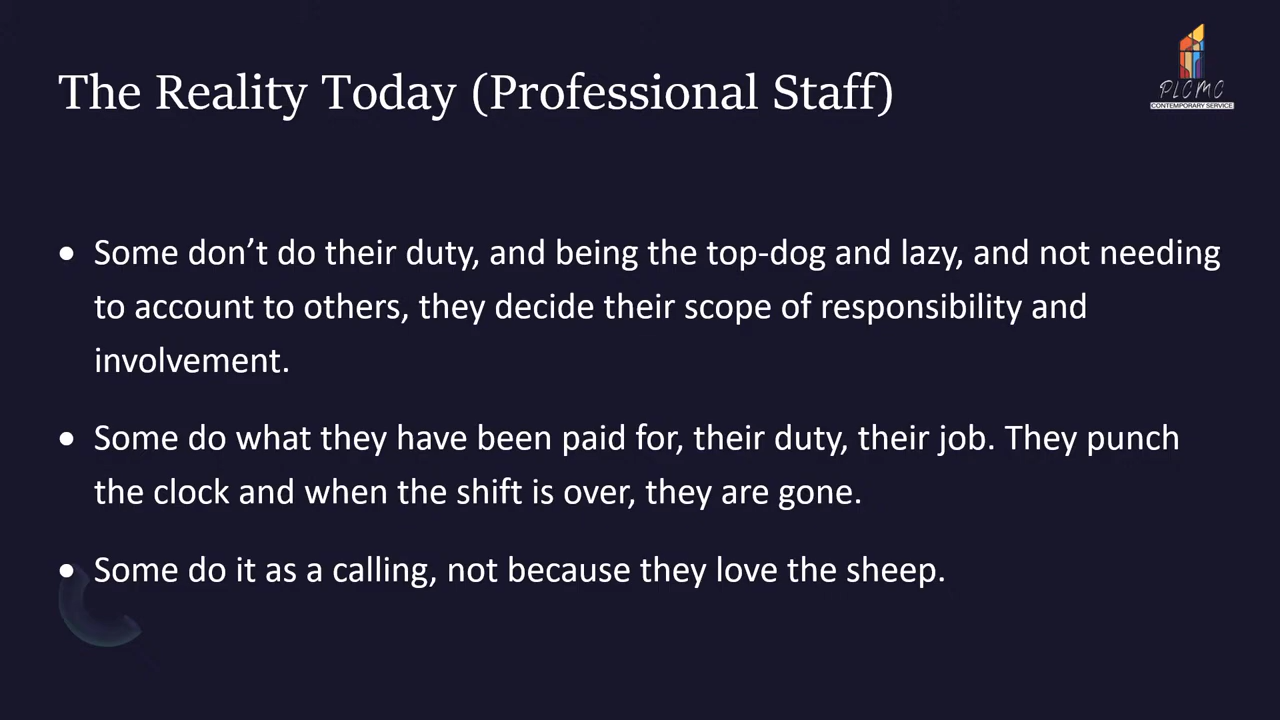 The Reality Today (Professional Staff)
PLCMC
CONTEMPORARY SERVICE
• Some don’t do their duty, and being the top-dog and lazy, and not needing
to account to others, they decide their scope of responsibility and
involvement.
• Some do what they have been paid for, their duty, their job. They punch
the clock and when the shift is over, they are gone.
• Some do it as a calling, not because they love the sheep.